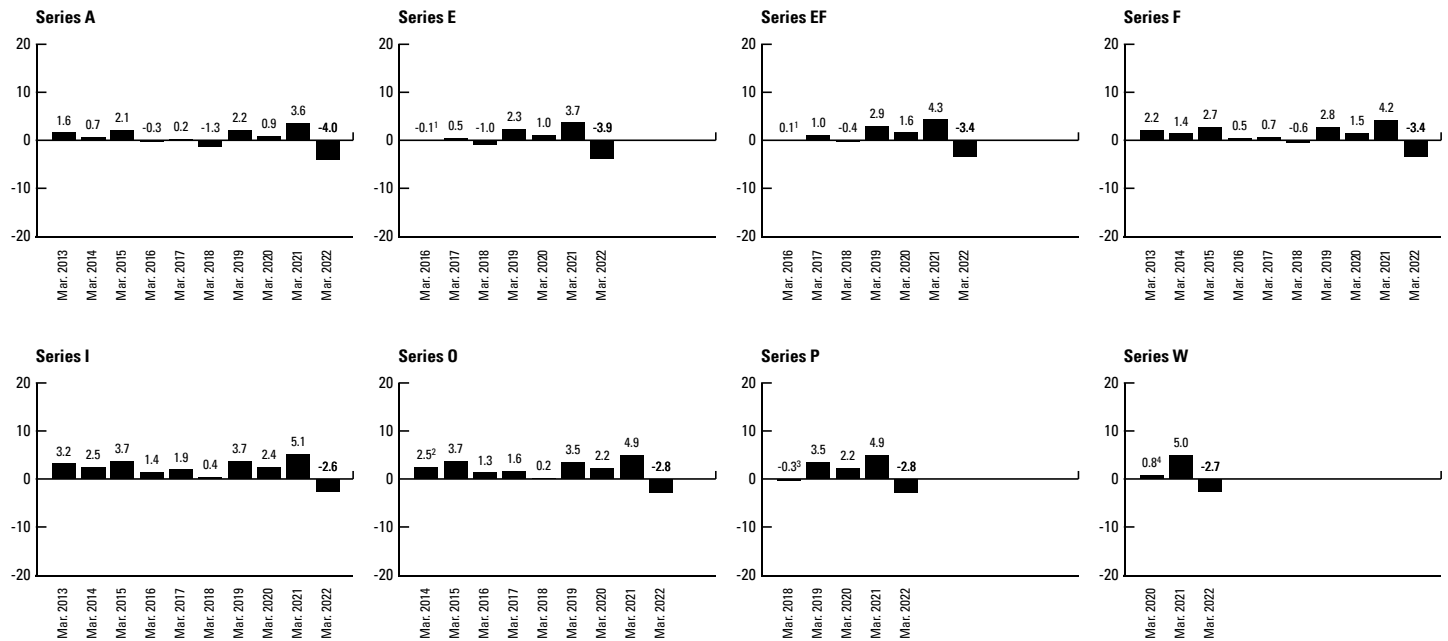 Series A
20
10
0
-10
-20
1.6 0.7 2.1 -0.3 0.2 -1.3 2.2 0.9 3.6 -4.0
Mar. 2013
Mar. 2014
Mar. 2015
Mar. 2016
Mar. 2017
Mar. 2018
Mar. 2019
Mar. 2020
Mar. 2021
Mar. 2022
Series E
20
10
0
-10
-20
-0.1¹ 0.5 -1.0 2.3 1.0 3.7 -3.9
Mar. 2016
Mar. 2017
Mar. 2018
Mar. 2019
Mar. 2020
Mar. 2021
Mar. 2022
Series EF
20
10
0
-10
-20
0.1¹ 1.0 -0.4 2.9 1.6 4.3 -3.4
Mar. 2016
Mar. 2017
Mar. 2018
Mar. 2019
Mar. 2020
Mar. 2021
Mar. 2022
Series F
20
10
0
-10
-20
2.2 1.4 2.7 0.5 0.7 -0.6 2.8 1.5 4.2 -3.4
Mar. 2013
Mar. 2014
Mar. 2015
Mar. 2016
Mar. 2017
Mar. 2018
Mar. 2019
Mar. 2020
Mar. 2021
Mar. 2022
Series I
20
10
0
-10
-20
3.2 2.5 3.7 1.4 1.9 0.4 3.7 2.4 5.1 -2.6
Mar. 2013
Mar. 2014
Mar. 2015
Mar. 2016
Mar. 2017
Mar. 2018
Mar. 2019
Mar. 2020
Mar. 2021
Mar. 2022
Series O
20
10
0
-10
-20
2.5² 3.7 1.3 1.6 0.2 3.5 2.2 4.9 -2.8
Mar. 2014
Mar. 2015
Mar. 2016
Mar. 2017
Mar. 2018
Mar. 2019
Mar. 2020
Mar. 2021
Mar. 2022
Series P
20
10
0
-10
-20
-0.3³ 3.5 2.2 4.9 -2.8
Mar. 2018
Mar. 2019
Mar. 2020
Mar. 2021
Mar. 2022
Series W
20
10
0
-10
-20
0.8⁴ 5.0 -2.7
Mar. 2020
Mar. 2021
Mar. 2022